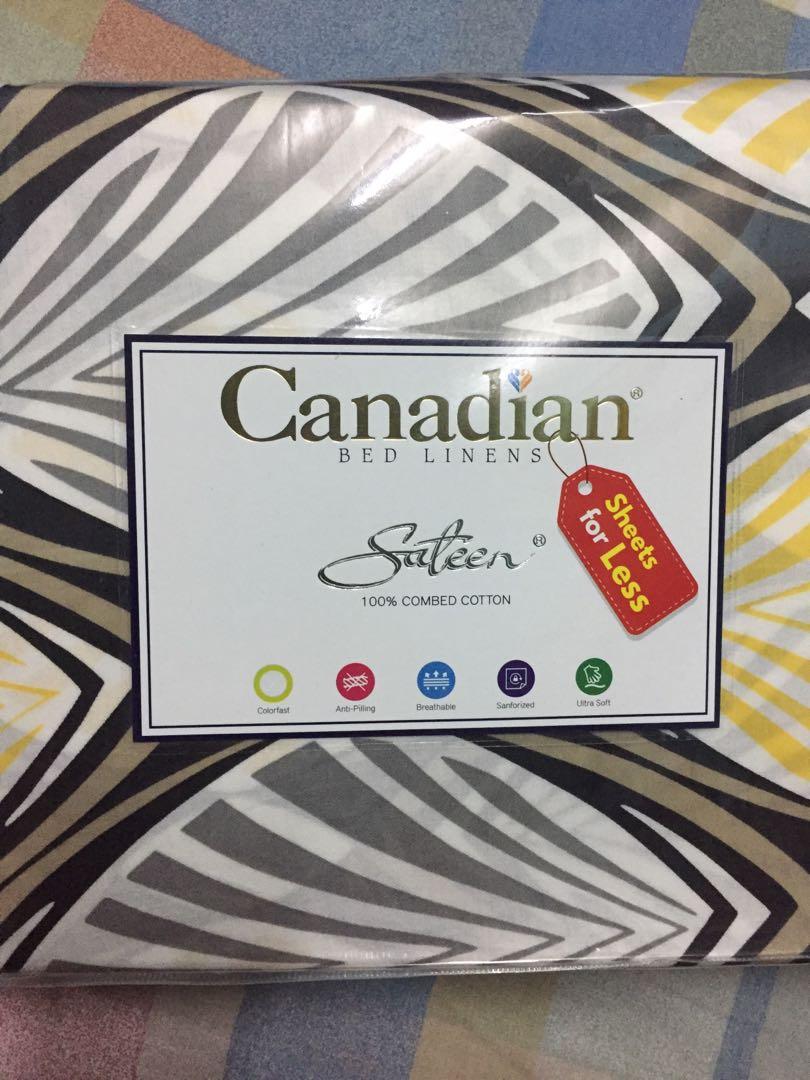 Canadian®
BED LINENS
Sheets
for Less
Sateen®
100% COMBED COTTON
Colorfast
Anti-Pilling
Breathable
Sanforized
Ultra Soft